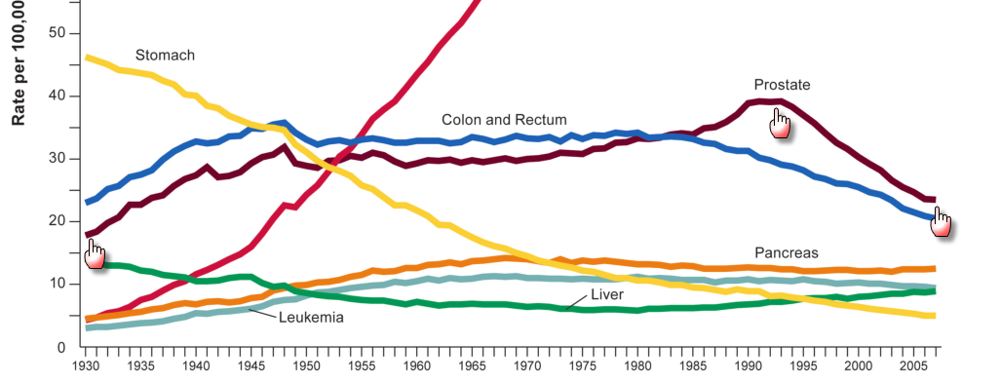 Rate per 100,00
50
40
30
20
10
0
Stomach
Colon and Rectum
Prostate
Pancreas
Liver
Leukemia
1930 1935 1940 1945 1950 1955 1960 1965 1970 1975 1980 1985 1990 1995 2000 2005